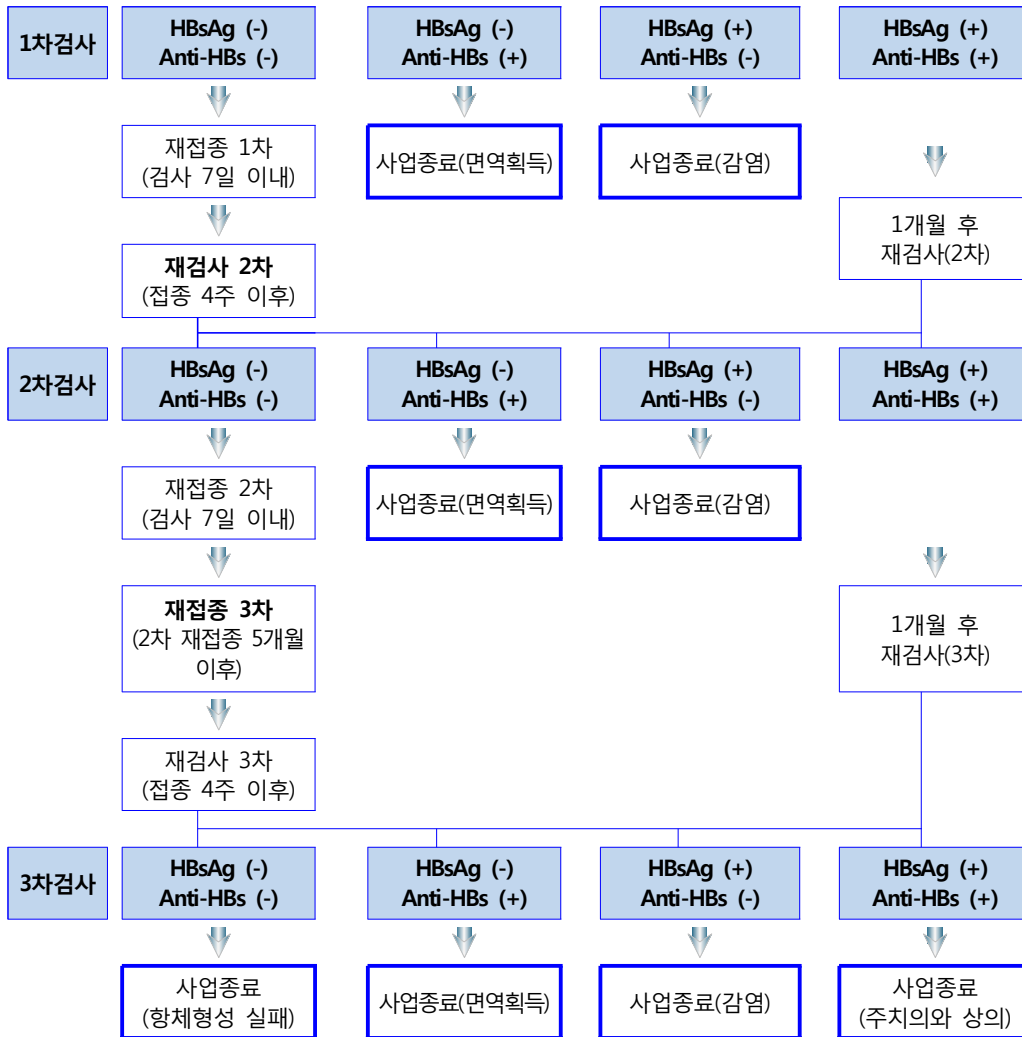 1차검사
HBsAg (-)
Anti-HBs (-)
HBsAg (-)
Anti-HBs (+)
HBsAg (+)
Anti-HBs (-)
HBsAg (+)
Anti-HBs (+)
재접종 1차
(검사 7일 이내)
사업종료(면역획득)
사업종료(감염)
재검사 2차
(접종 4주 이후)
1개월 후
재검사(2차)
2차검사
HBsAg (-)
Anti-HBs (-)
HBsAg (-)
Anti-HBs (+)
HBsAg (+)
Anti-HBs (-)
HBsAg (+)
Anti-HBs (+)
재접종 2차
(검사 7일 이내)
사업종료(면역획득)
사업종료(감염)
재접종 3차
(2차 재접종 5개월
이후)
1개월 후
재검사(3차)
재검사 3차
(접종 4주 이후)
3차검사
HBsAg (-)
Anti-HBs (-)
HBsAg (-)
Anti-HBs (+)
HBsAg (+)
Anti-HBs (-)
HBsAg (+)
Anti-HBs (+)
사업종료
(항체형성 실패)
사업종료(면역획득)
사업종료(감염)
사업종료
(주치의와 상의)